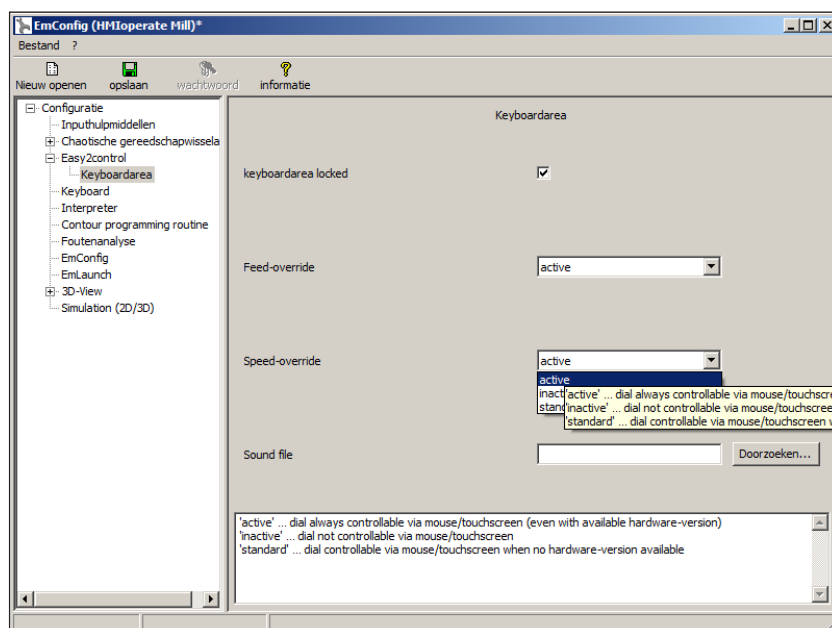 EmConfig (HMIoperate Mill)*
Bestand ?
Nieuw openen opslaan wachtwoord informatie
Configuratie
Inputhulpmiddelen
Chaotische gereedschapwissela
Easy2control
Keyboardarea
Keyboard
Interpreter
Contour programming routine
Foutenanalyse
EmConfig
EmLaunch
3D-View
Simulation (2D/3D)
Keyboardarea
keyboardarea locked
Feed-override active
Speed-override active
active
inacti
stand
'active' ... dial always controllable via mouse/touchscre
'inactive' ... dial not controllable via mouse/touchscree
'standard' ... dial controllable via mouse/touchscreen w
Sound file Doorzoeken...
'active' ... dial always controllable via mouse/touchscreen (even with available hardware-version)
'inactive' ... dial not controllable via mouse/touchscreen
'standard' ... dial controllable via mouse/touchscreen when no hardware-version available